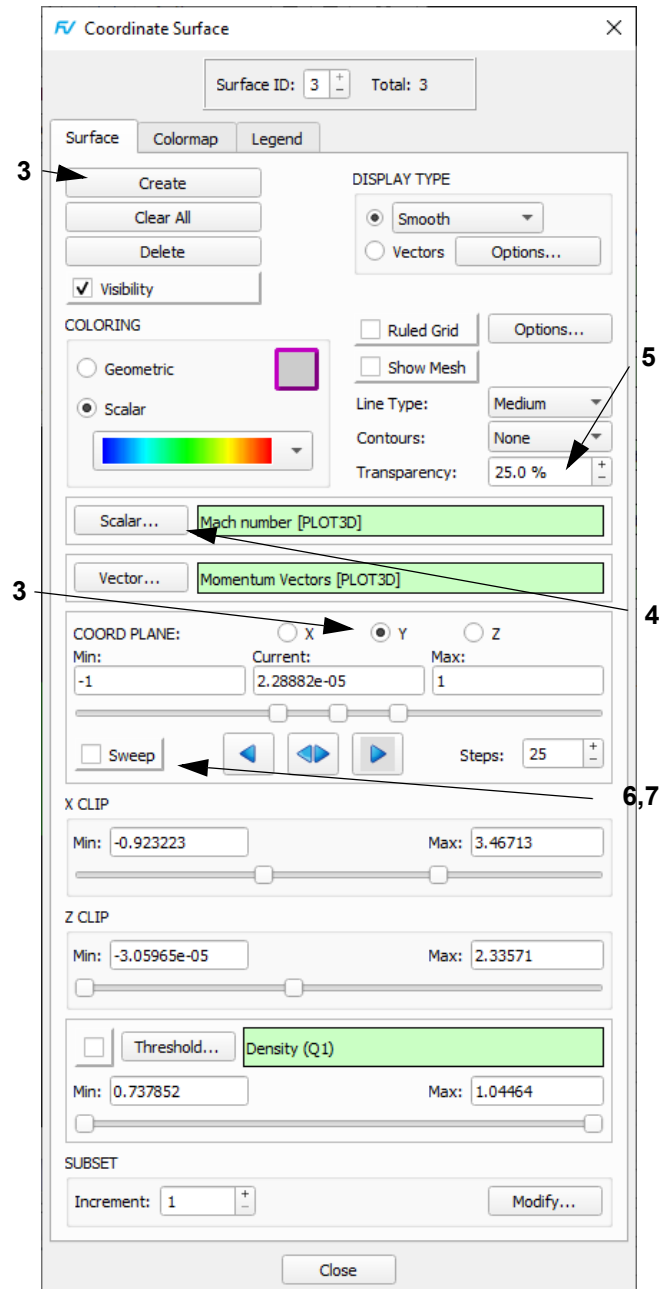 FV Coordinate Surface
Surface ID: 3 Total: 3
Surface Colormap Legend
3
Create
DISPLAY TYPE
Clear All
Smooth
Delete
Vectors Options...
Visibility
COLORING
Ruled Grid Options...
5
Geometric
Show Mesh
Scalar
Line Type: Medium
Contours: None
Transparency: 25.0 %
Scalar... Mach number [PLOT3D]
Vector... Momentum Vectors [PLOT3D]
3
4
COORD PLANE: X Y Z
Min: Current: Max:
-1 2.28882e-05 1
Sweep Steps: 25
6,7
X CLIP
Min: -0.923223 Max: 3.46713
Z CLIP
Min: -3.05965e-05 Max: 2.33571
Threshold... Density (Q1)
Min: 0.737852 Max: 1.04464
SUBSET
Increment: 1 Modify...
Close